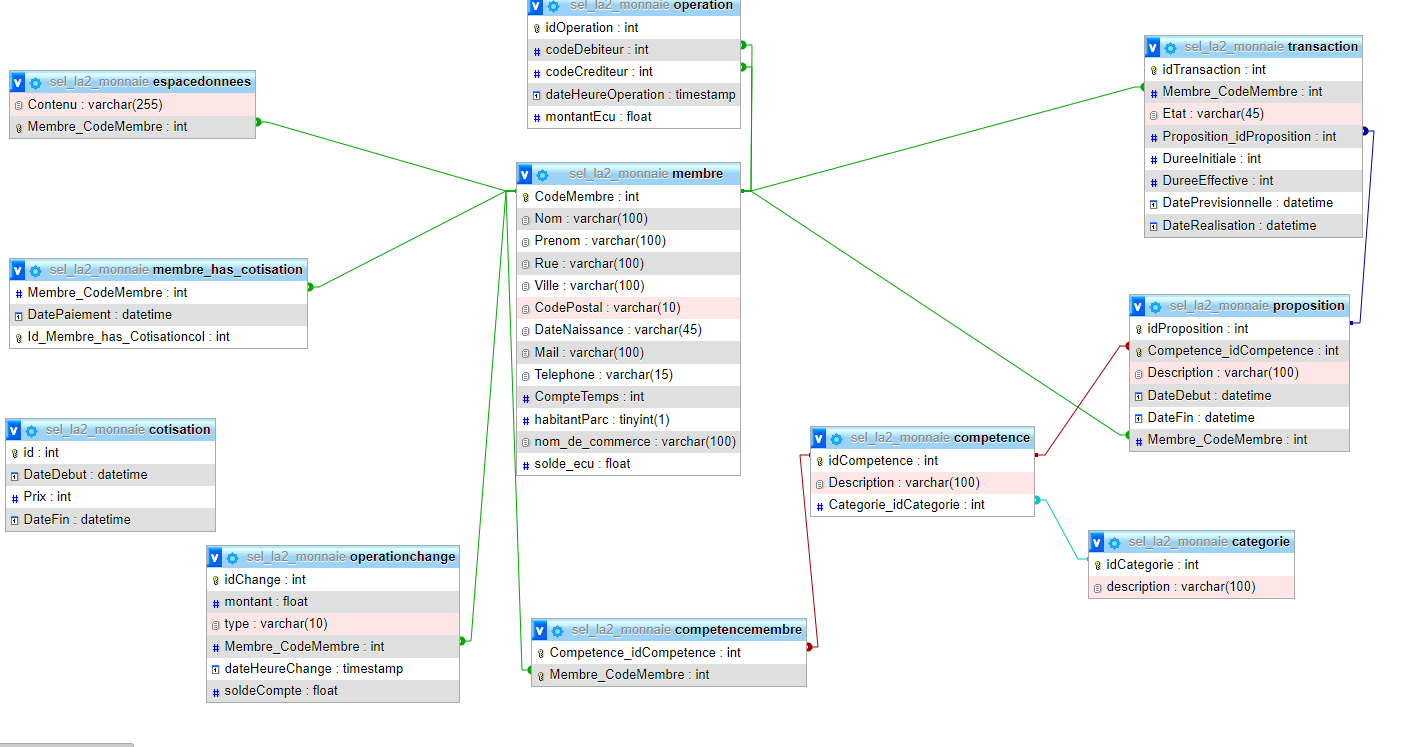 v sel_la2_monnaie operation
idOperation : int
# codeDebiteur : int
# codeCrediteur : int
dateHeureOperation : timestamp
# montantEcu : float
v sel_la2_monnaie transaction
idTransaction : int
# Membre_CodeMembre : int
Etat : varchar(45)
# Proposition_idProposition : int
# DureeInitiale : int
# DureeEffective : int
DatePrevisionnelle : datetime
DateRealisation : datetime
v sel_la2_monnaie espacedonnees
Contenu : varchar(255)
Membre_CodeMembre : int
v sel_la2_monnaie membre
CodeMembre : int
Nom : varchar(100)
Prenom : varchar(100)
Rue : varchar(100)
Ville : varchar(100)
CodePostal : varchar(10)
DateNaissance : varchar(45)
Mail : varchar(100)
Telephone : varchar(15)
# CompteTemps : int
# habitantParc : tinyint(1)
nom_de_commerce : varchar(100)
# solde_ecu : float
v sel_la2_monnaie membre_has_cotisation
# Membre_CodeMembre : int
DatePaiement : datetime
Id_Membre_has_Cotisationcol : int
v sel_la2_monnaie proposition
idProposition : int
Competence_idCompetence : int
Description : varchar(100)
DateDebut : datetime
DateFin : datetime
# Membre_CodeMembre : int
v sel_la2_monnaie cotisation
id : int
DateDebut : datetime
# Prix : int
DateFin : datetime
v sel_la2_monnaie competence
idCompetence : int
Description : varchar(100)
# Categorie_idCategorie : int
v sel_la2_monnaie categorie
idCategorie : int
description : varchar(100)
v sel_la2_monnaie operationchange
idChange : int
# montant : float
type : varchar(10)
# Membre_CodeMembre : int
dateHeureChange : timestamp
# soldeCompte : float
v sel_la2_monnaie competencemembre
Competence_idCompetence : int
Membre_CodeMembre : int